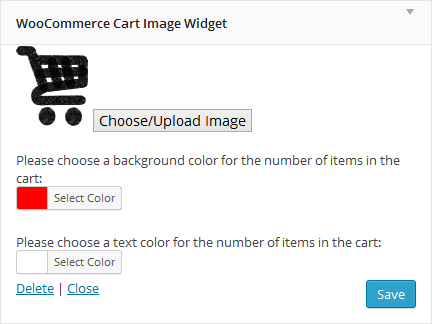 WooCommerce Cart Image Widget
Choose/Upload Image
Please choose a background color for the number of items in the
cart:
Select Color
Please choose a text color for the number of items in the cart:
Select Color
Delete | Close
Save